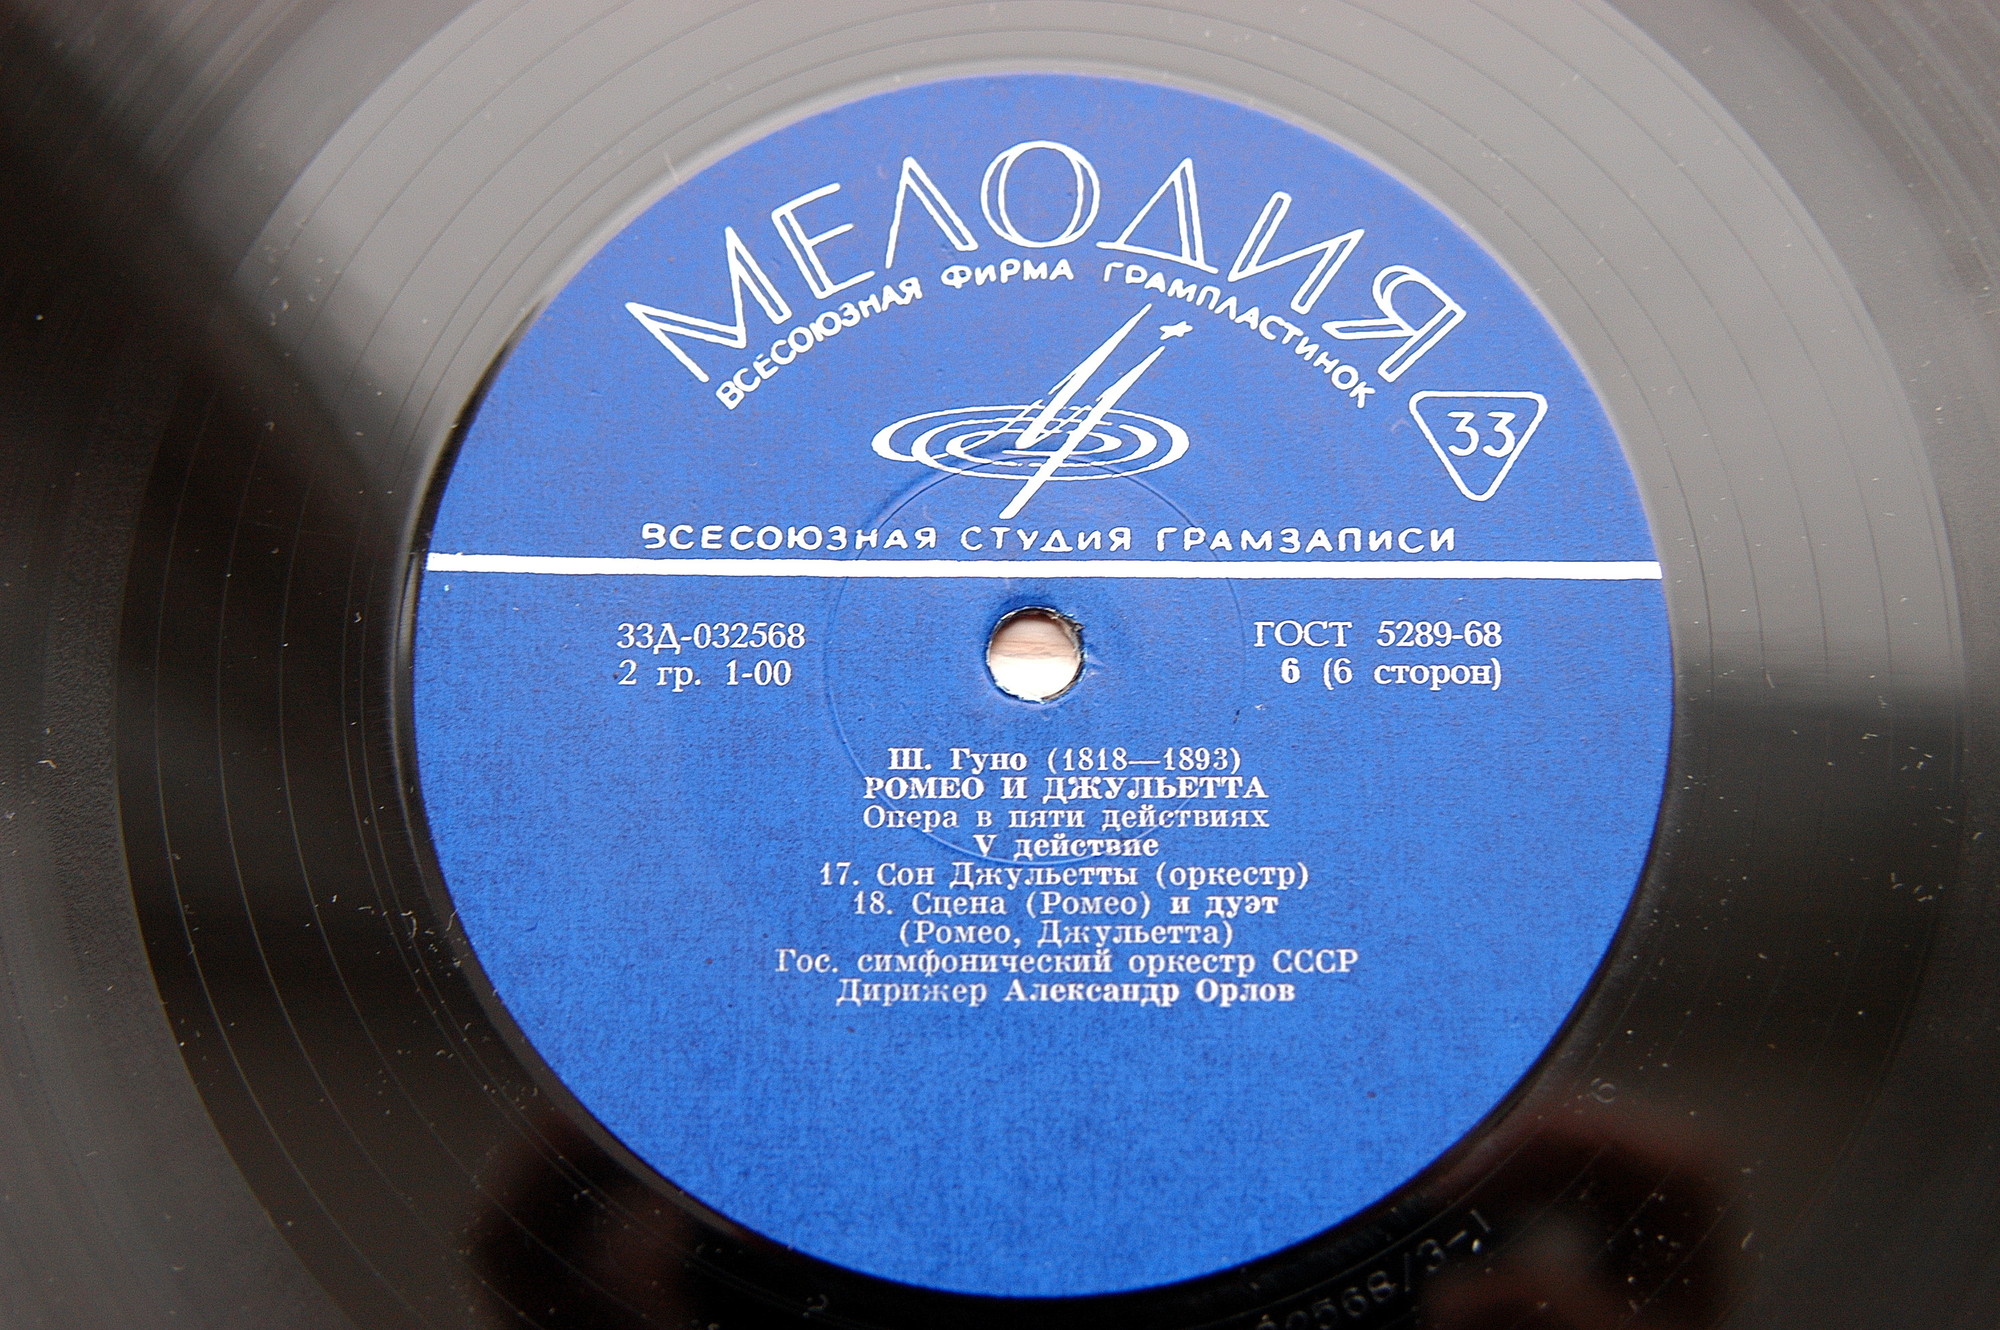 МЕЛОДИЯ
ВСЕСОЮЗНАЯ ФИРМА ГРАМПЛАСТИНОК
33
ВСЕСОЮЗНАЯ СТУДИЯ ГРАМЗАПИСИ
33Д-032568 ГОСТ 5289-68
2 гр. 1-00 6 (6 сторон)
Ш. Гуно (1818—1893)
РОМЕО И ДЖУЛЬЕТТА
Опера в пяти действиях
У действие
17. Сон Джульетты (оркестр)
18. Сцена (Ромео) и дуэт
(Ромео, Джульетта)
Гос. симфонический оркестр СССР
Дирижер Александр Орлов